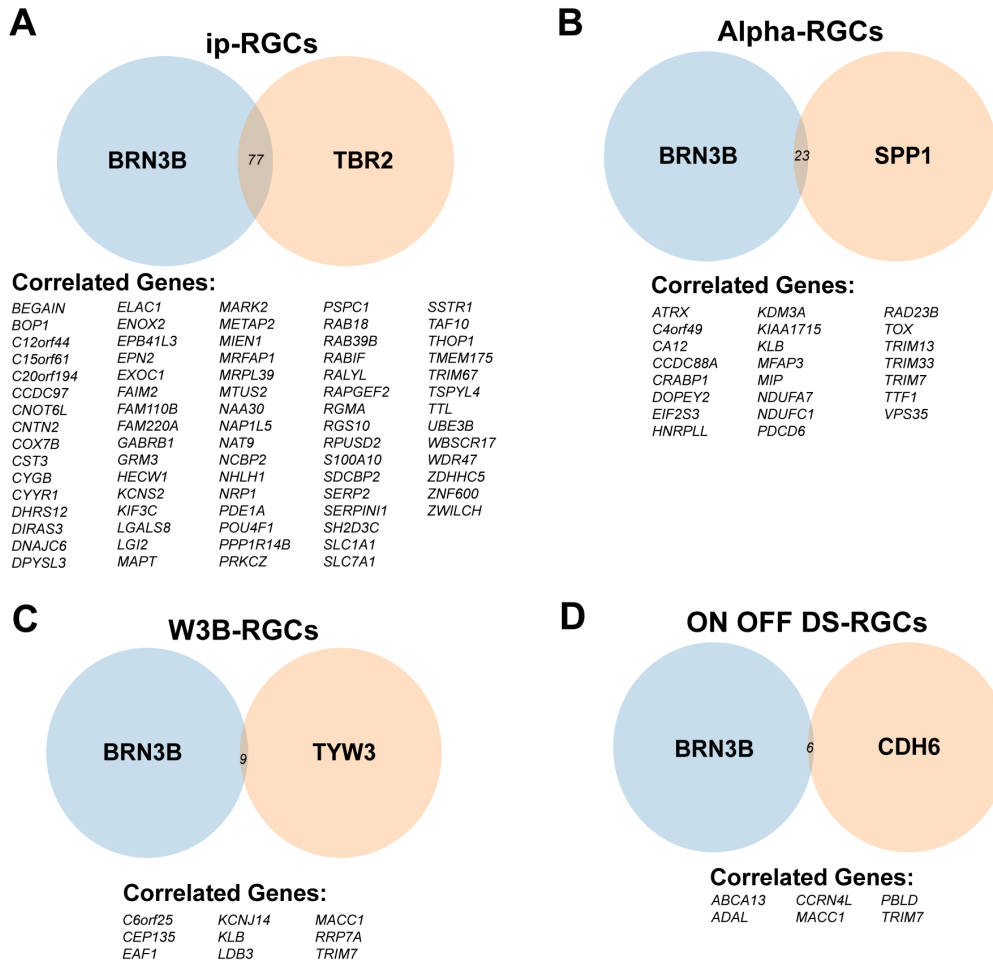 A
ip-RGCs
BRN3B
77
TBR2
Correlated Genes:
BEGAIN ELAC1 MARK2 PSPC1 SSTR1
BOP1 ENOX2 METAP2 RAB18 TAF10
C12orf44 EPB41L3 MIEN1 RAB39B THOP1
C15orf61 EPN2 MRFAP1 RABIF TMEM175
C20orf194 EXOC1 MRPL39 RALYL TRIM67
CCDC97 FAIM2 MTUS2 RAPGEF2 TSPYL4
CNOT6L FAM110B NAA30 RGMA TTL
CNTN2 FAM220A NAP1L5 RGS10 UBE3B
COX7B GABRB1 NAT9 RPUSD2 WBSCR17
CST3 GRM3 NCBP2 S100A10 WDR47
CYGB HECW1 NHLH1 SDCBP2 ZDHHC5
CYYR1 KCNS2 NRP1 SERP2 ZNF600
DHRS12 KIF3C PDE1A SERPINI1 ZWILCH
DIRAS3 LGALS8 POU4F1 SH2D3C
DNAJC6 LGI2 PPP1R14B SLC1A1
DPYSL3 MAPT PRKCZ SLC7A1
B
Alpha-RGCs
BRN3B
23
SPP1
Correlated Genes:
ATRX KDM3A RAD23B
C4orf49 KIAA1715 TOX
CA12 KLB TRIM13
CCDC88A MFAP3 TRIM33
CRABP1 MIP TRIM7
DOPEY2 NDUFA7 TTF1
EIF2S3 NDUFC1 VPS35
HNRPLL PDCD6
C
W3B-RGCs
BRN3B
9
TYW3
Correlated Genes:
C6orf25 KCNJ14 MACC1
CEP135 KLB RRP7A
EAF1 LDB3 TRIM7
D
ON OFF DS-RGCs
BRN3B
6
CDH6
Correlated Genes:
ABCA13 CCRN4L PBLD
ADAL MACC1 TRIM7